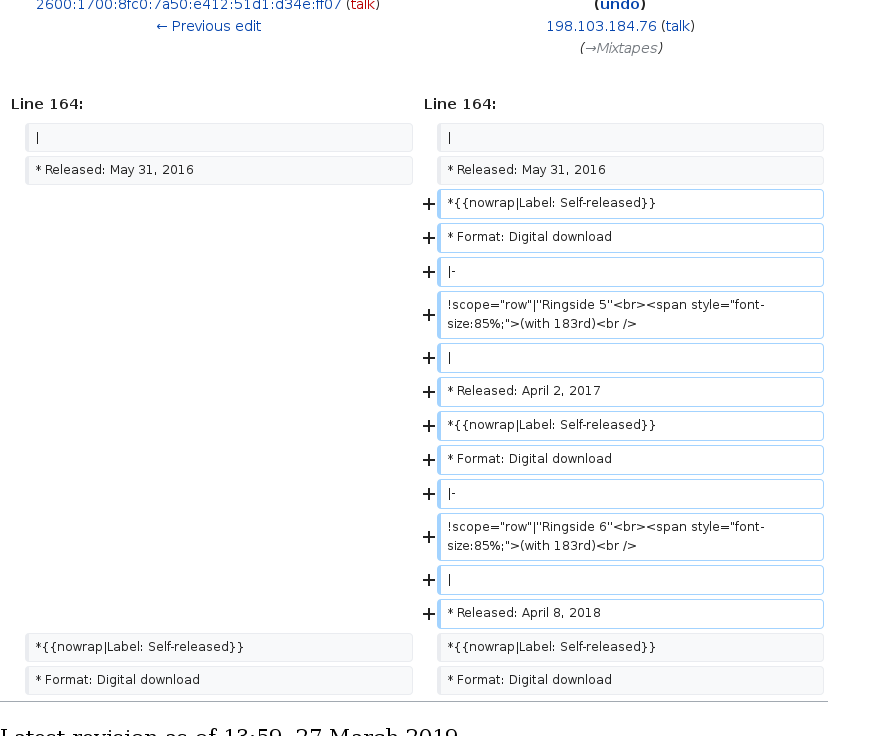 2600:1700:8fc0:7a50:e412:51d1:d34e:ff07 (talk)
← Previous edit
(undo)
198.103.184.76 (talk)
(→Mixtapes)
Line 164:
Line 164:
|
|
* Released: May 31, 2016
* Released: May 31, 2016
+ *{{nowrap|Label: Self-released}}
+ * Format: Digital download
+ |-
+ !scope="row"|''Ringside 5''<br><span style="font-
size:85%;">(with 183rd)<br />
+ |
+ * Released: April 2, 2017
+ *{{nowrap|Label: Self-released}}
+ * Format: Digital download
+ |-
+ !scope="row"|''Ringside 6''<br><span style="font-
size:85%;">(with 183rd)<br />
+ |
+ * Released: April 8, 2018
*{{nowrap|Label: Self-released}}
*{{nowrap|Label: Self-released}}
* Format: Digital download
* Format: Digital download
Latest revision as of 13:59, 27 March 2019